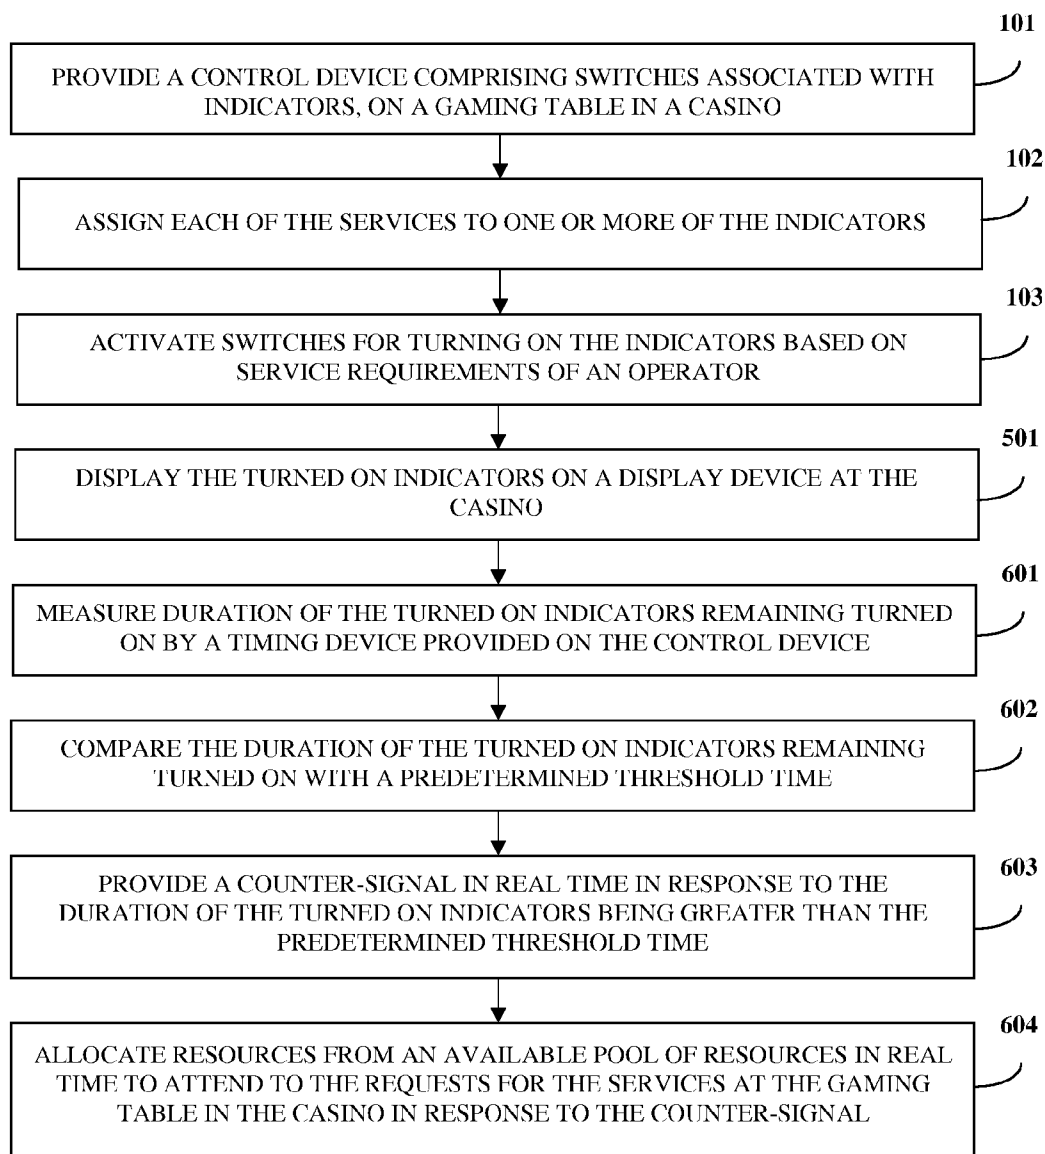 101
PROVIDE A CONTROL DEVICE COMPRISING SWITCHES ASSOCIATED WITH
INDICATORS, ON A GAMING TABLE IN A CASINO
102
ASSIGN EACH OF THE SERVICES TO ONE OR MORE OF THE INDICATORS
103
ACTIVATE SWITCHES FOR TURNING ON THE INDICATORS BASED ON
SERVICE REQUIREMENTS OF AN OPERATOR
501
DISPLAY THE TURNED ON INDICATORS ON A DISPLAY DEVICE AT THE
CASINO
601
MEASURE DURATION OF THE TURNED ON INDICATORS REMAINING TURNED
ON BY A TIMING DEVICE PROVIDED ON THE CONTROL DEVICE
602
COMPARE THE DURATION OF THE TURNED ON INDICATORS REMAINING
TURNED ON WITH A PREDETERMINED THRESHOLD TIME
603
PROVIDE A COUNTER-SIGNAL IN REAL TIME IN RESPONSE TO THE
DURATION OF THE TURNED ON INDICATORS BEING GREATER THAN THE
PREDETERMINED THRESHOLD TIME
604
ALLOCATE RESOURCES FROM AN AVAILABLE POOL OF RESOURCES IN REAL
TIME TO ATTEND TO THE REQUESTS FOR THE SERVICES AT THE GAMING
TABLE IN THE CASINO IN RESPONSE TO THE COUNTER-SIGNAL